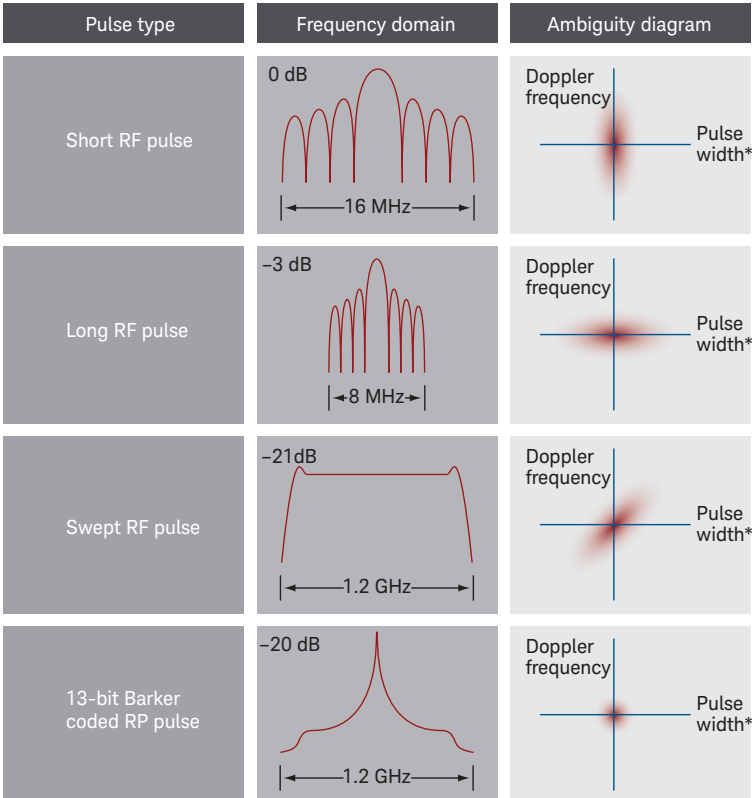 Pulse type
Frequency domain
Ambiguity diagram
Short RF pulse
0 dB
16 MHz
Doppler
frequency
Pulse
width*
Long RF pulse
–3 dB
8 MHz
Doppler
frequency
Pulse
width*
Swept RF pulse
–21dB
1.2 GHz
Doppler
frequency
Pulse
width*
13-bit Barker
coded RP pulse
–20 dB
1.2 GHz
Doppler
frequency
Pulse
width*